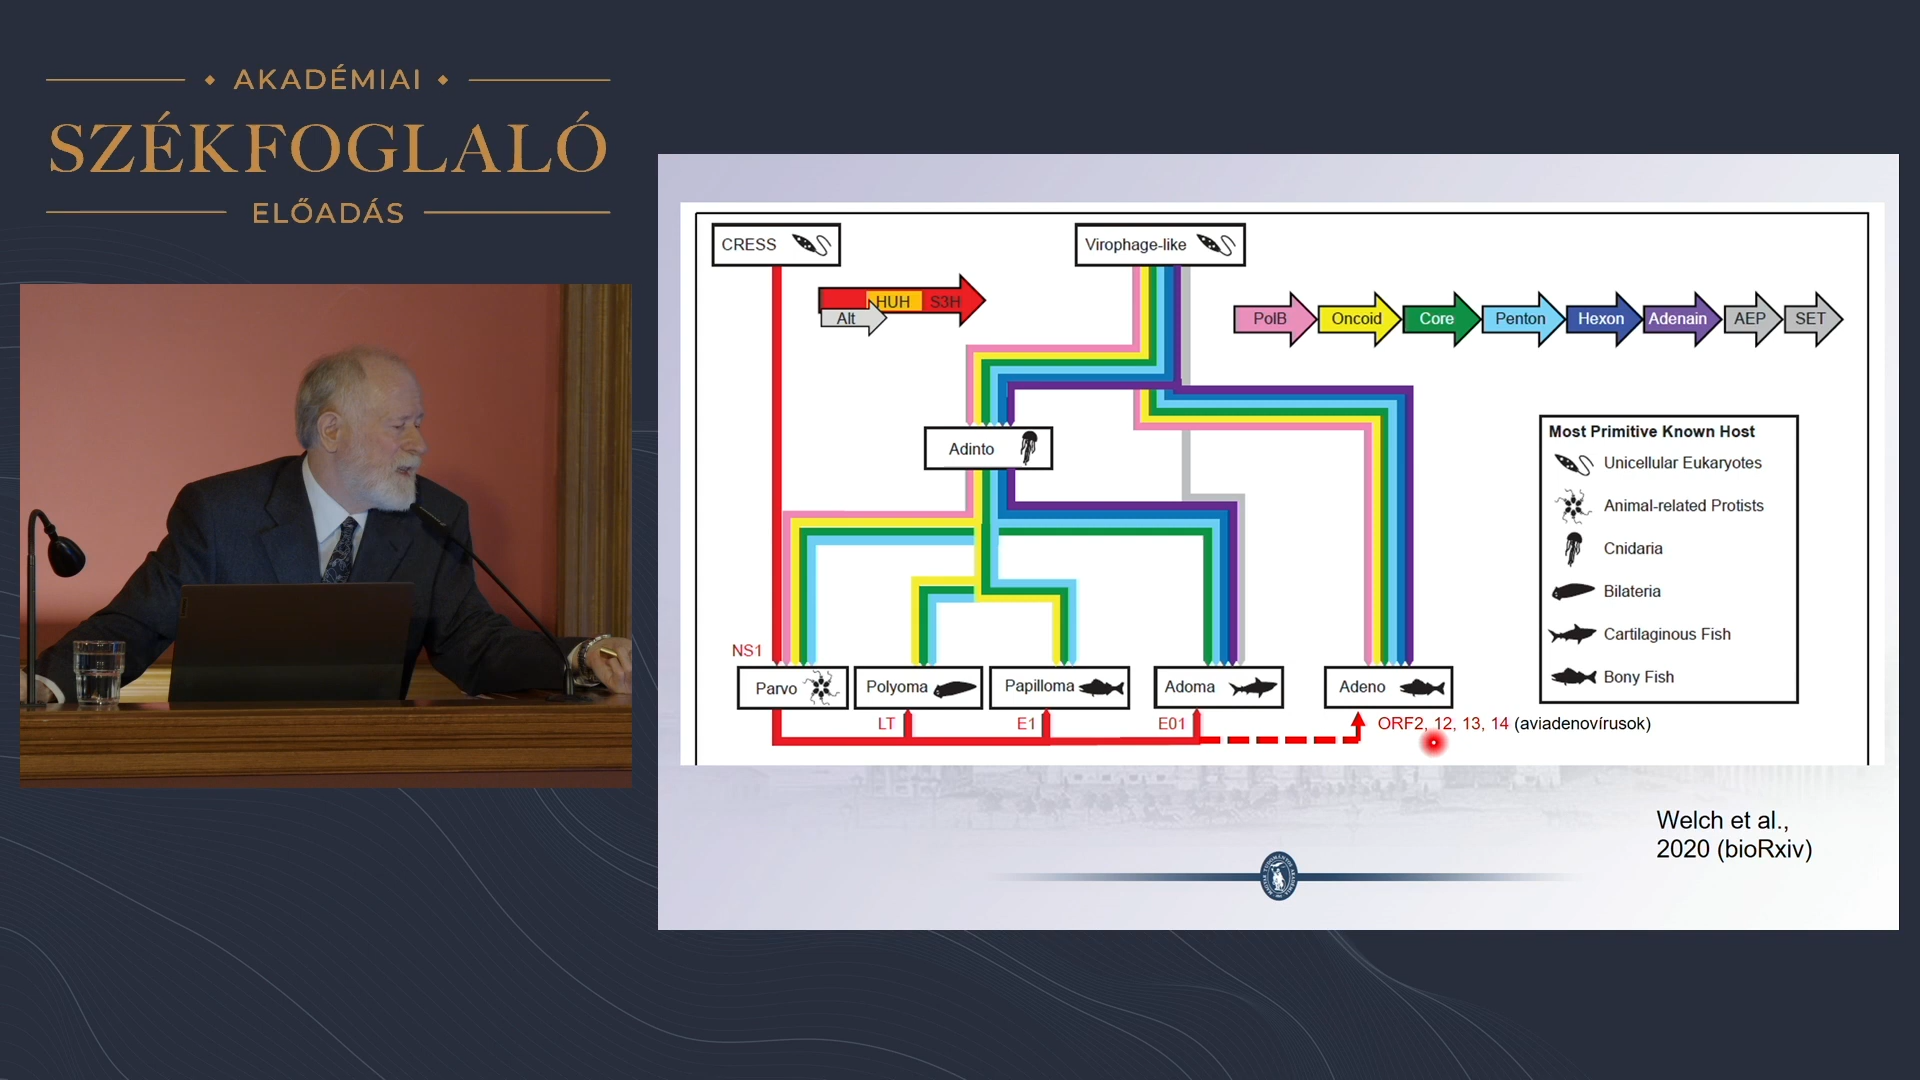 AKADÉMIAI
SZÉKFOGLALÓ
ELŐADÁS
CRESS
Virophage-like
HUH S3H
Alt
PolB Oncoid Core Penton Hexon Adenain AEP SET
Adinto
Most Primitive Known Host
Unicellular Eukaryotes
Animal-related Protists
Cnidaria
Bilateria
Cartilaginous Fish
Bony Fish
NS1
Parvo Polyoma Papilloma Adoma Adeno
LT E1 E01 ORF2, 12, 13, 14 (aviadenovírusok)
Welch et al.,
2020 (bioRxiv)